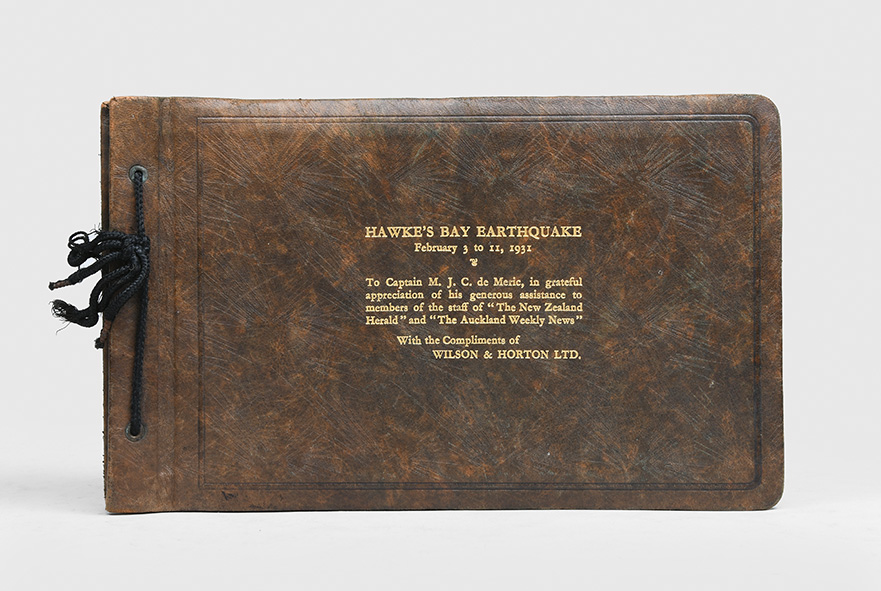 HAWKE'S BAY EARTHQUAKE
February 3 to 11, 1931
To Captain M. J. C. de Meric, in grateful
appreciation of his generous assistance to
members of the staff of "The New Zealand
Herald" and "The Auckland Weekly News"
With the Compliments of
WILSON & HORTON LTD.